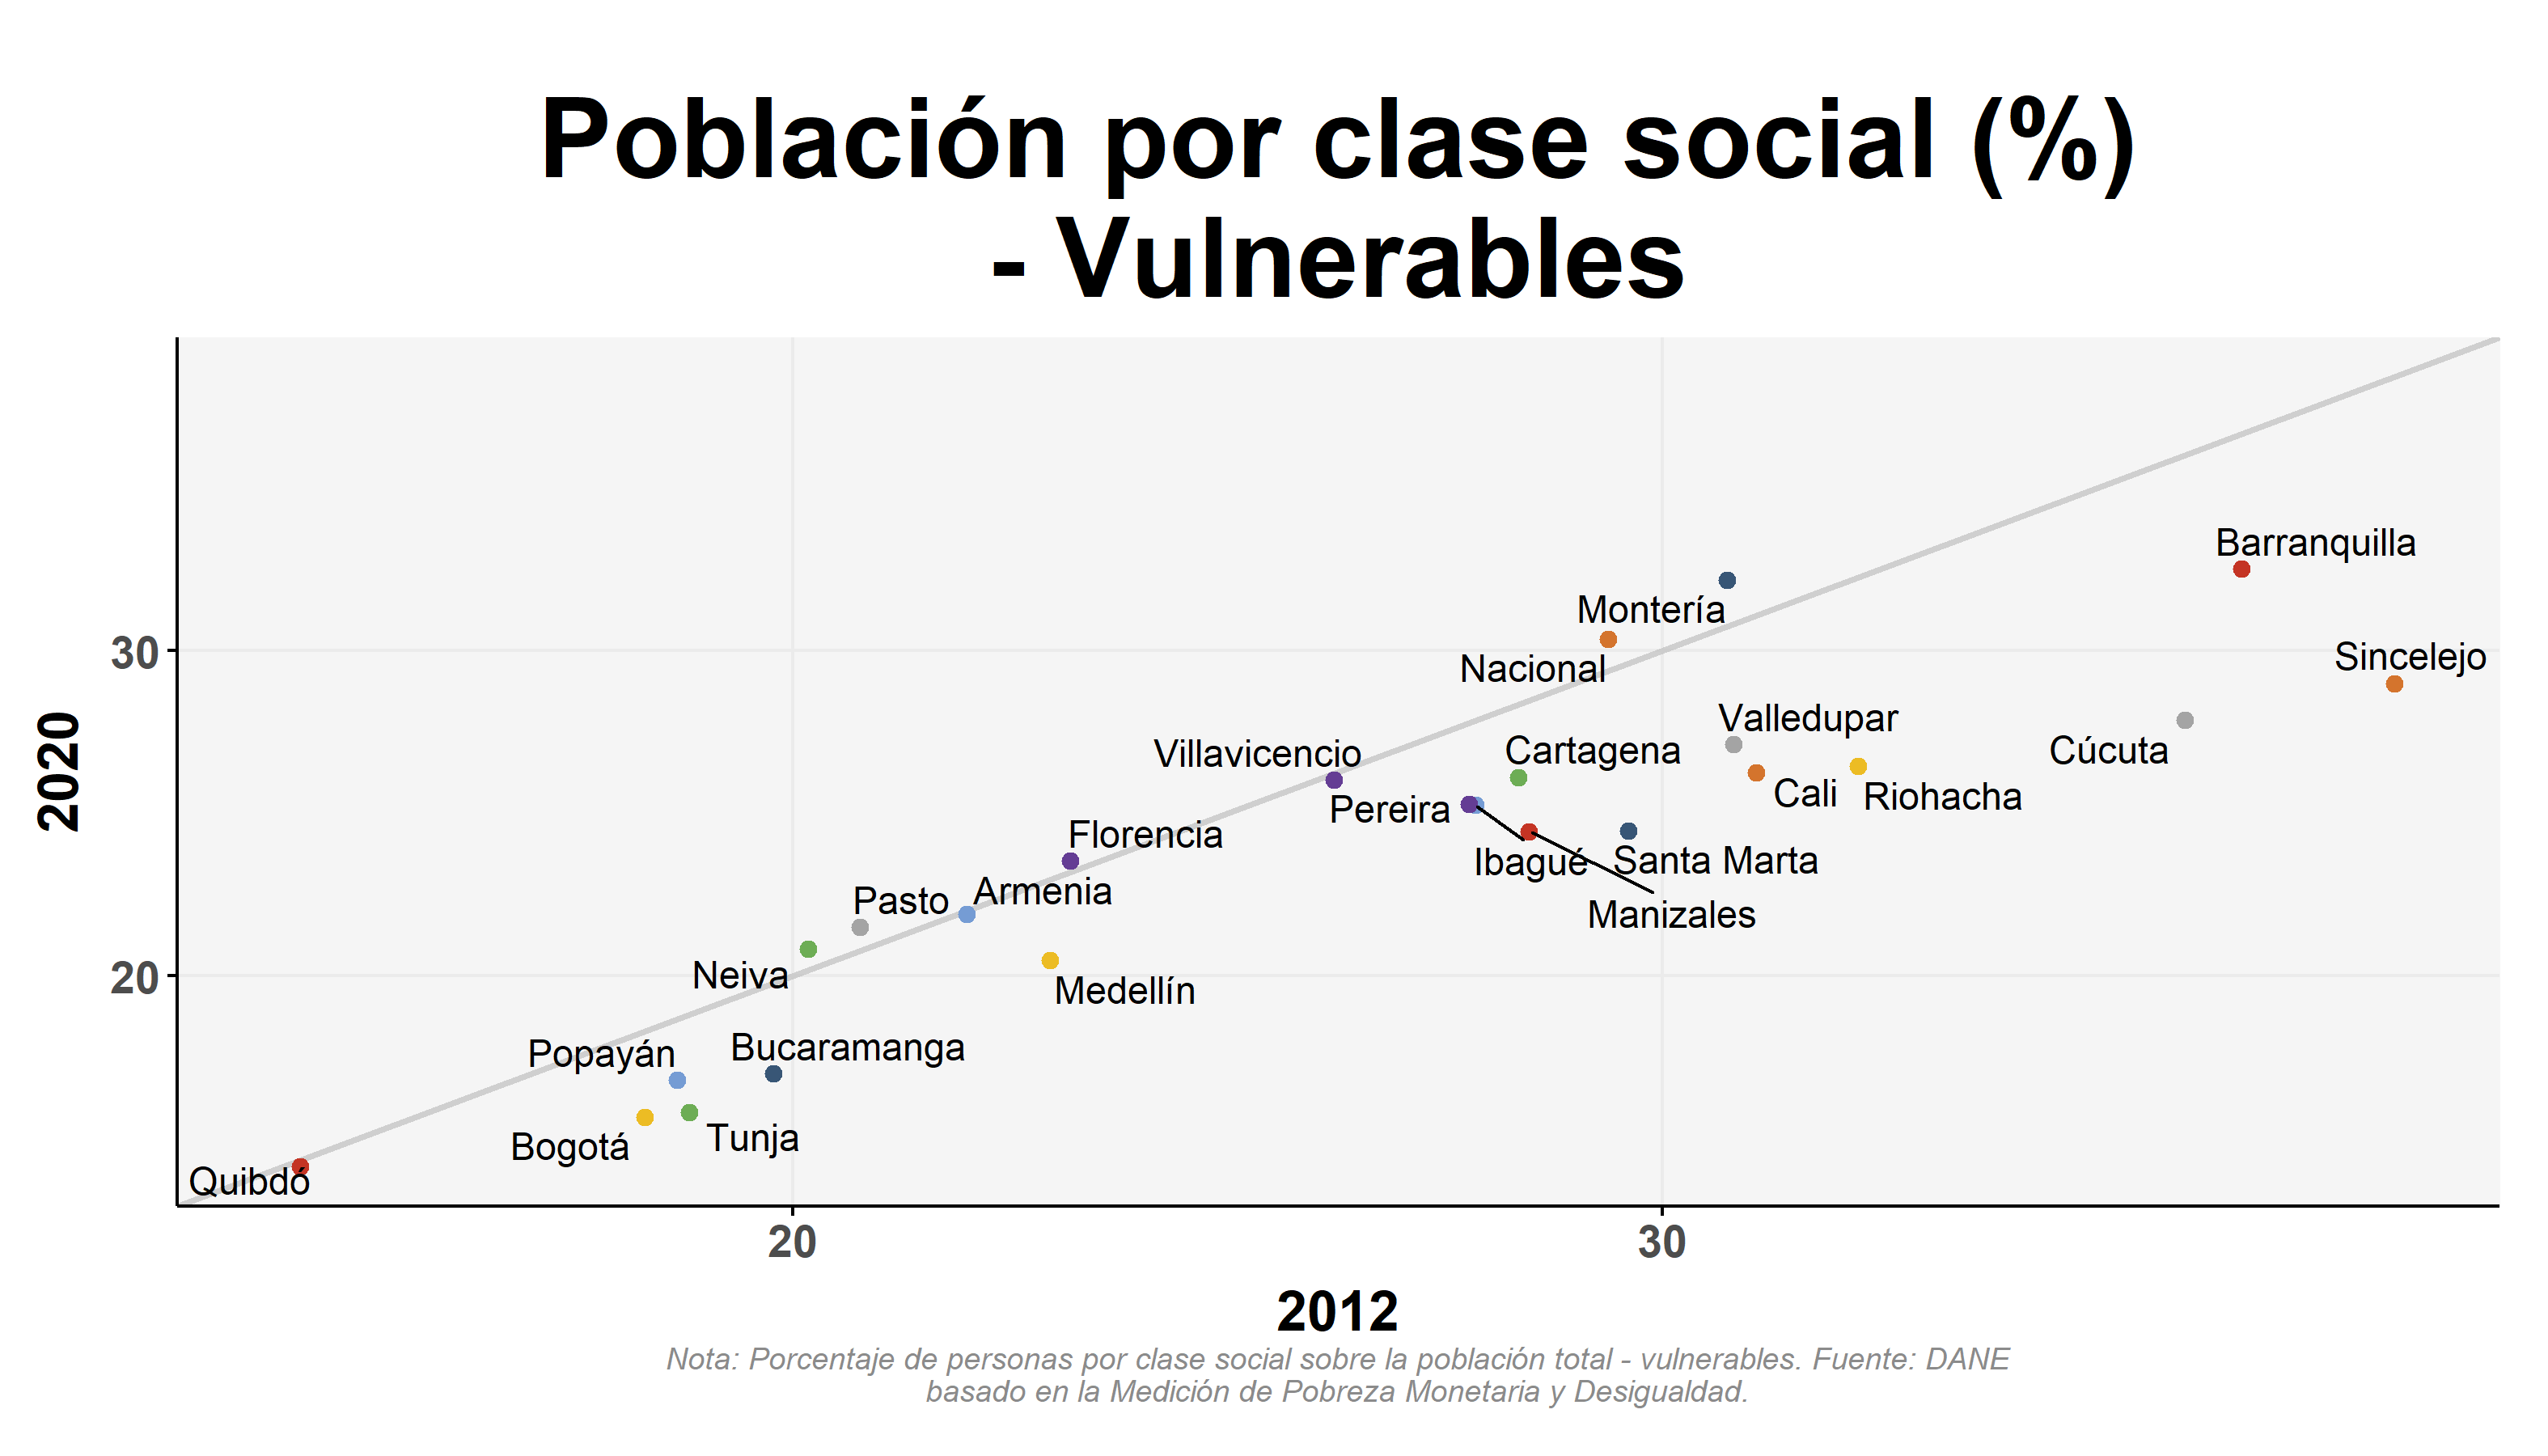 Población por clase social (%)
- Vulnerables
Barranquilla
Montería
30
Nacional
Sincelejo
Valledupar
Villavicencio
Cartagena
Cúcuta
2020
Pereira
Cali
Riohacha
Florencia
Ibagué
Santa Marta
Pasto
Armenia
Manizales
20
Neiva
Medellín
Popayán
Bucaramanga
Bogotá
Tunja
Quibdó
20
30
2012
Nota: Porcentaje de personas por clase social sobre la población total - vulnerables. Fuente: DANE
basado en la Medición de Pobreza Monetaria y Desigualdad.